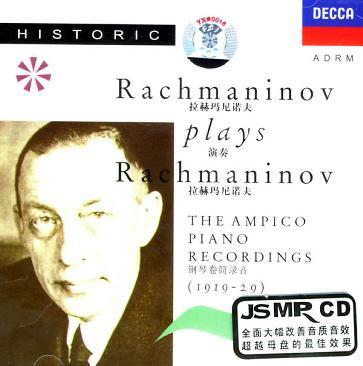 HISTORIC
DECCA
ADRM
YX®0018
Rachmaninov
拉赫玛尼诺夫
plays
演奏
Rachmaninov
拉赫玛尼诺夫
THE AMPICO
PIANO
RECORDINGS
钢琴卷筒录音
(1919-29)
JSMR CD
全面大幅改善音质音效
超越母盘的最佳效果